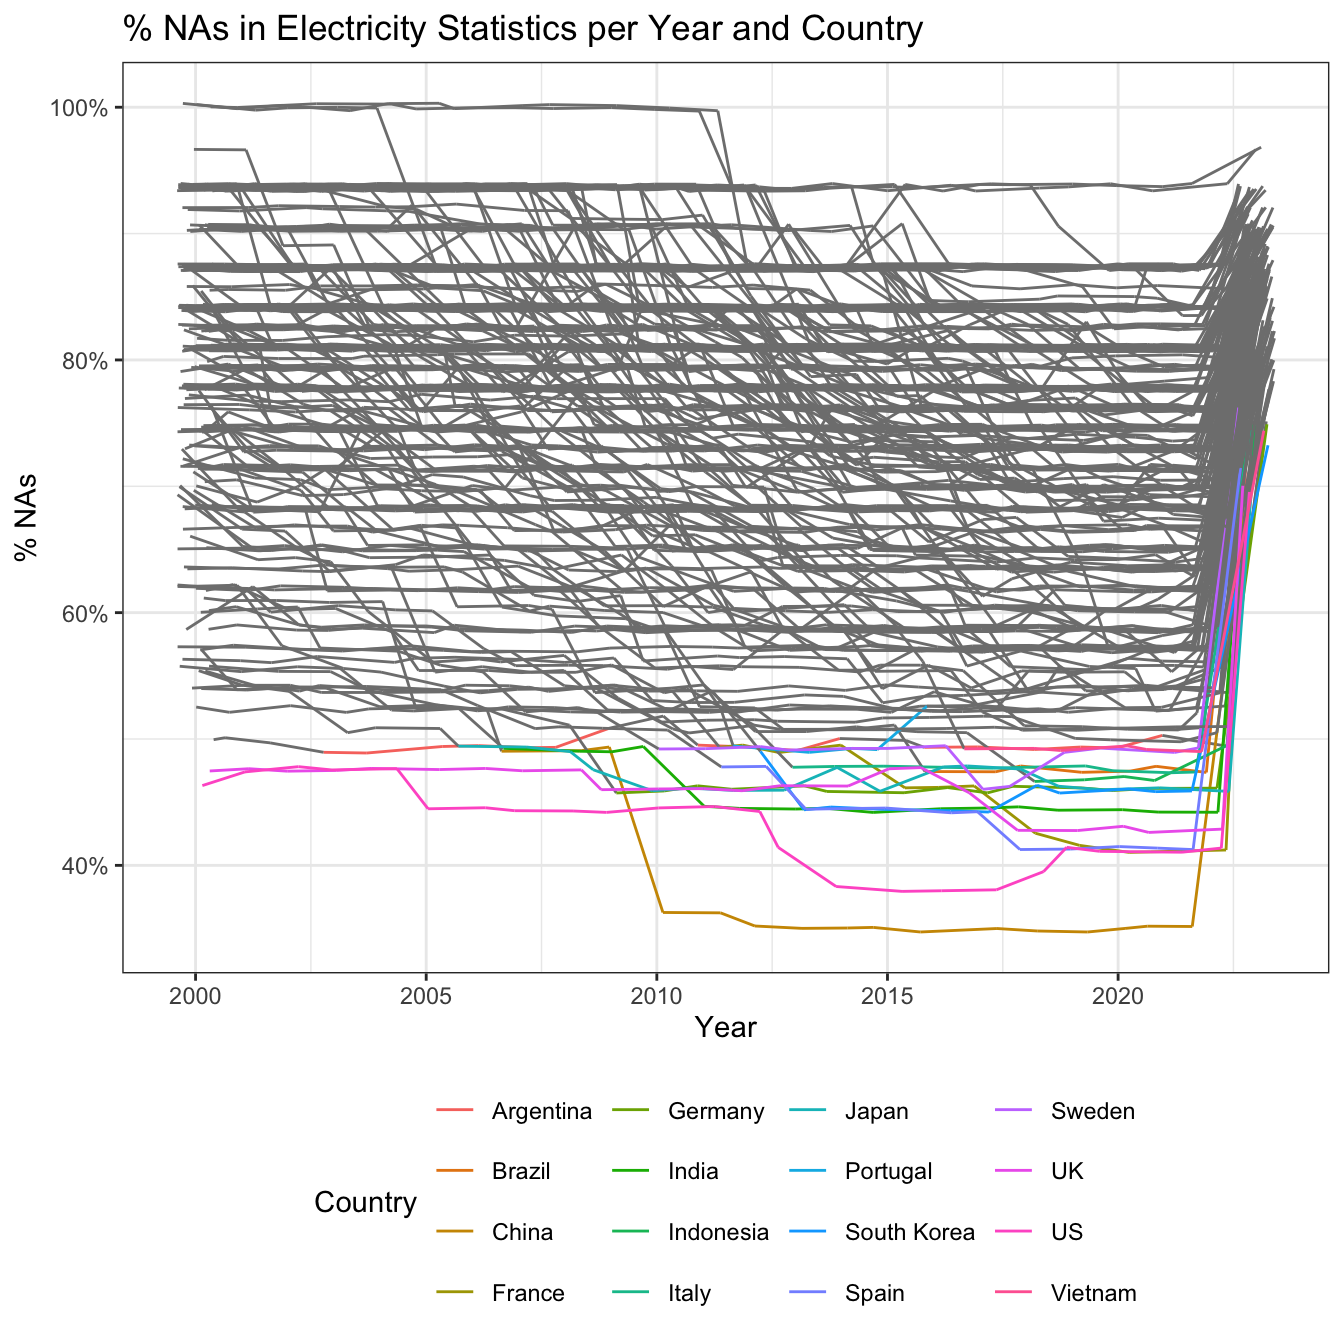 % NAs in Electricity Statistics per Year and Country
100%
80%
60%
40%
% NAs
2000 2005 2010 2015 2020
Year
Country
Argentina Germany Japan Sweden
Brazil India Portugal UK
China Indonesia South Korea US
France Italy Spain Vietnam